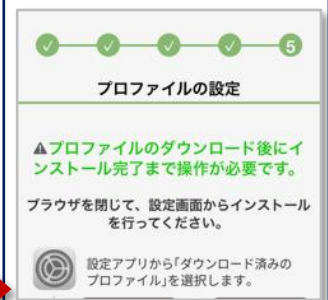 5
プロファイルの設定
⚠プロファイルのダウンロード後にイ
ンストール完了まで操作が必要です。
ブラウザを閉じて、設定画面からインストール
を行ってください。
設定アプリから「ダウンロード済みの
プロファイル」を選択します。